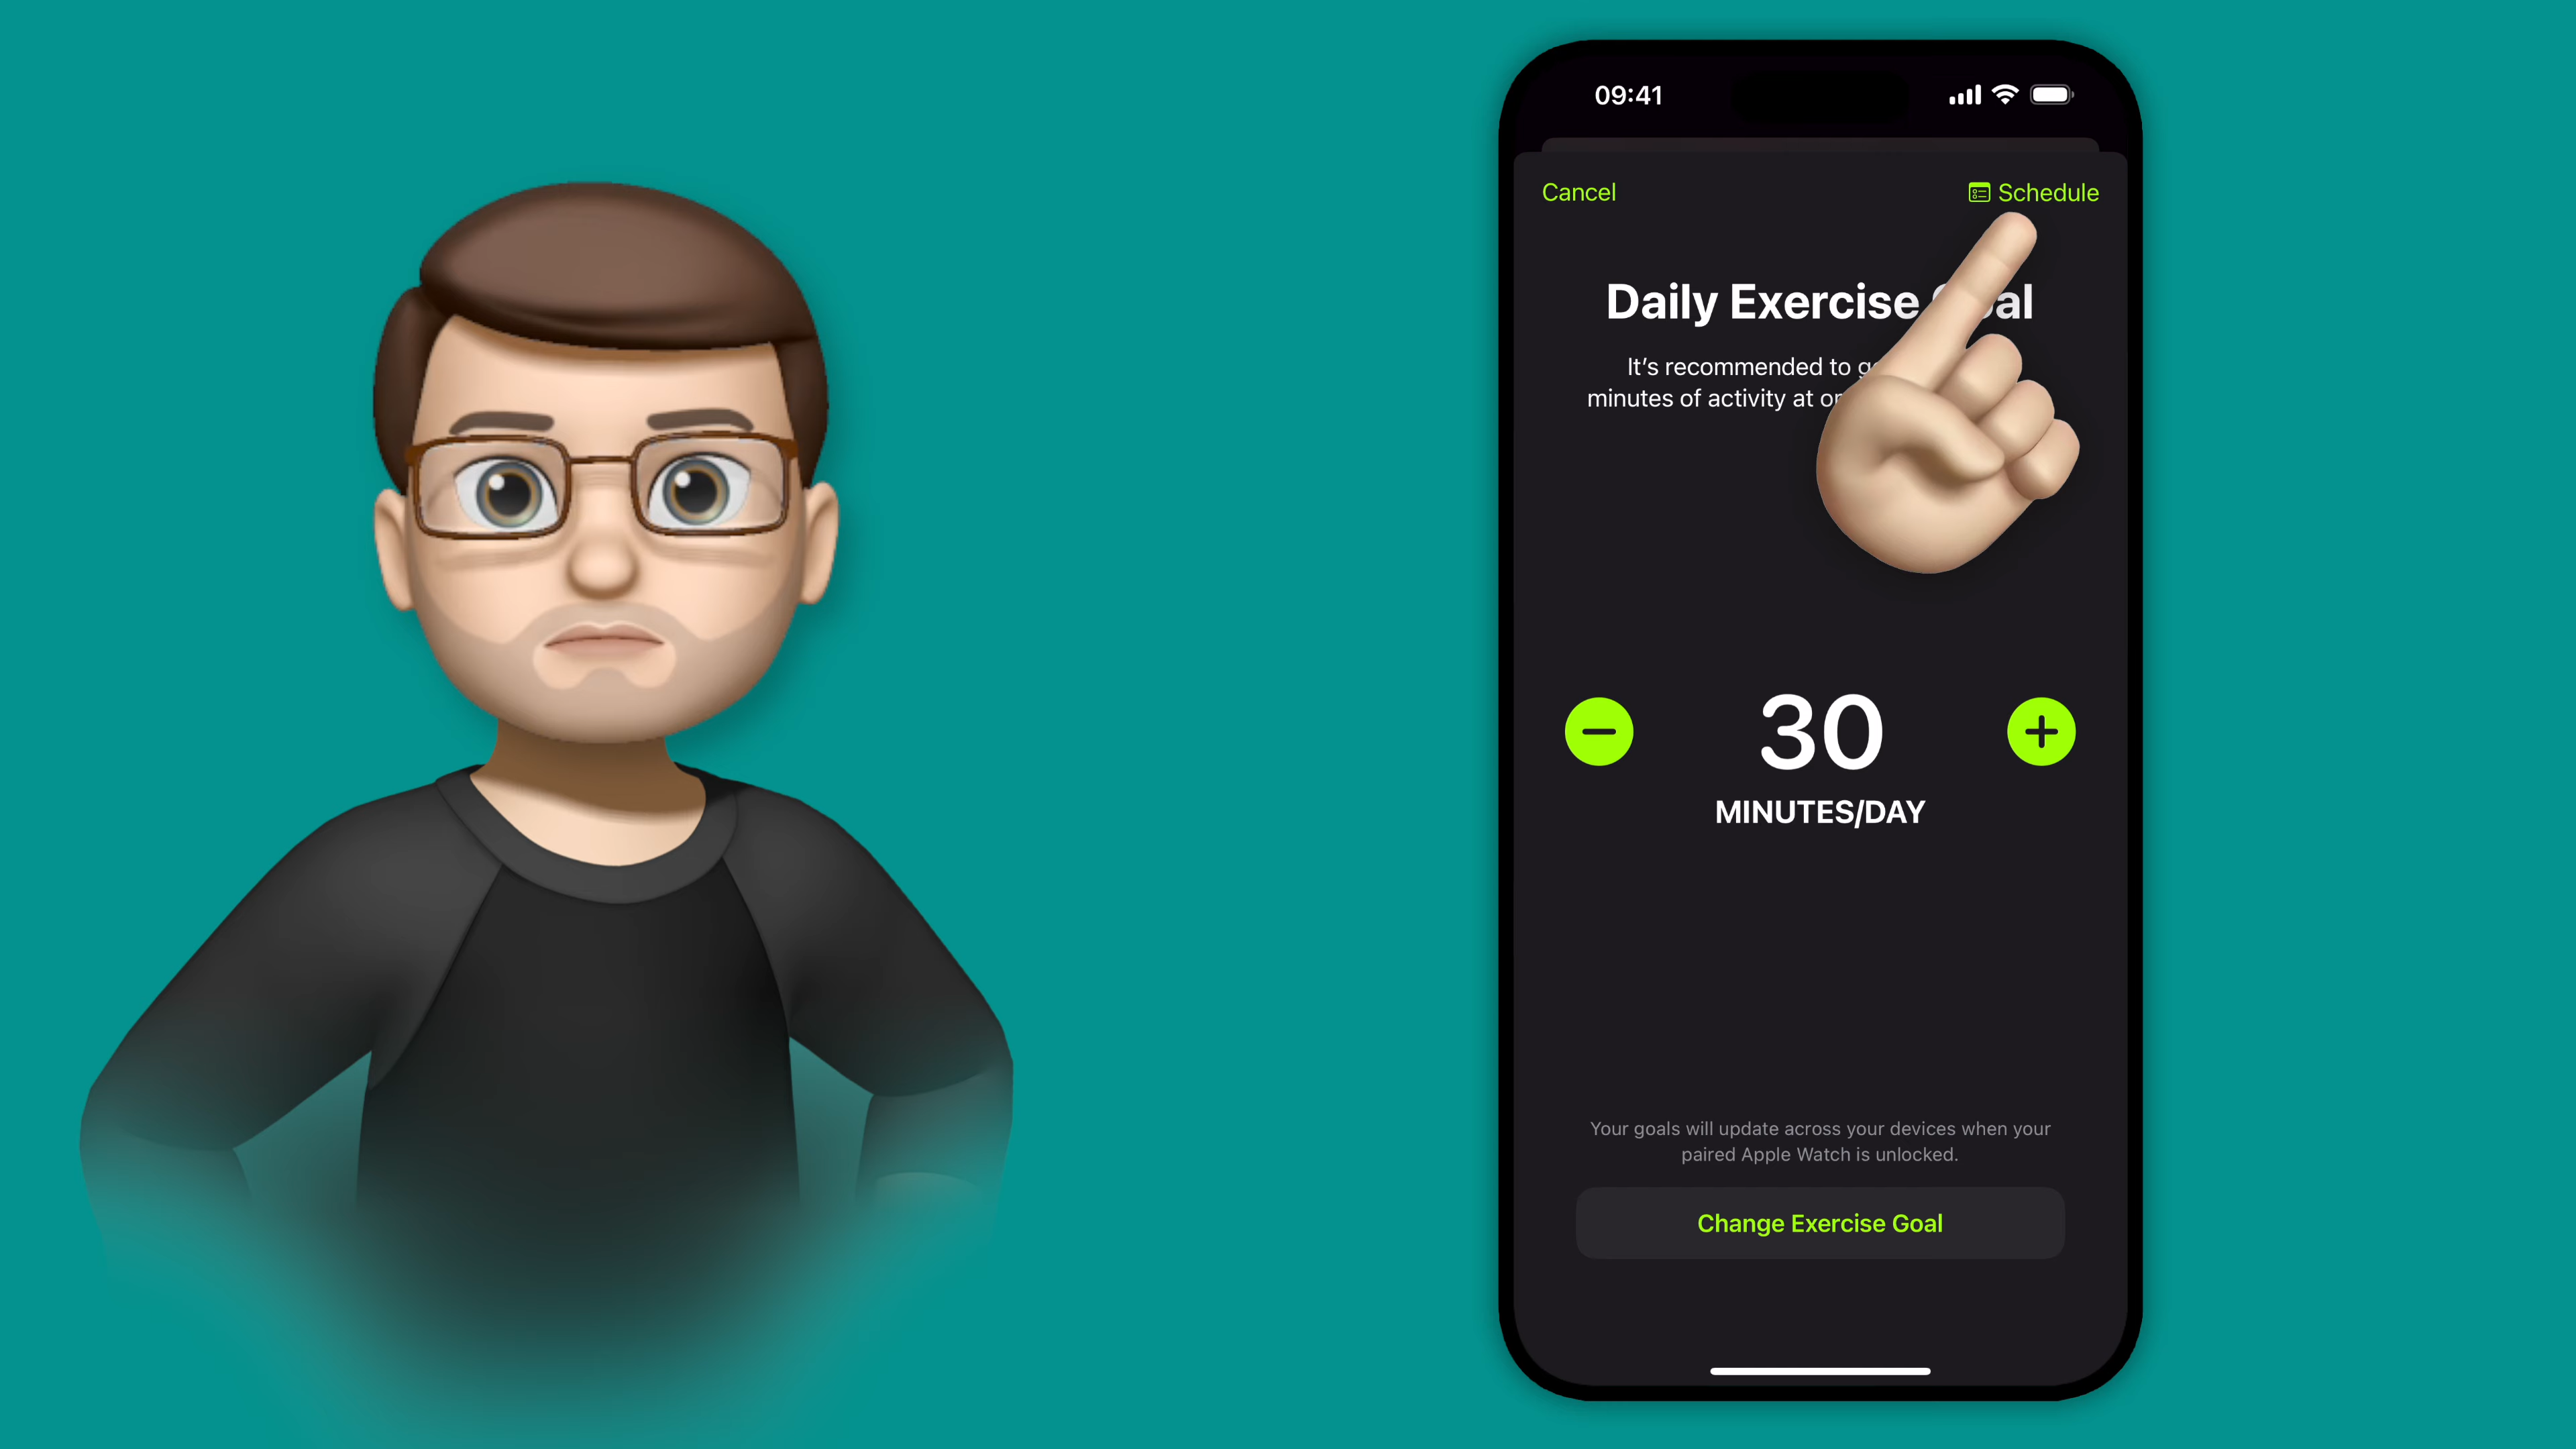 09:41
Cancel
Schedule
Daily Exercise
It's recommended to
minutes of activity at
30
MINUTES/DAY
Your goals will update across your devices when your
paired Apple Watch is unlocked.
Change Exercise Goal